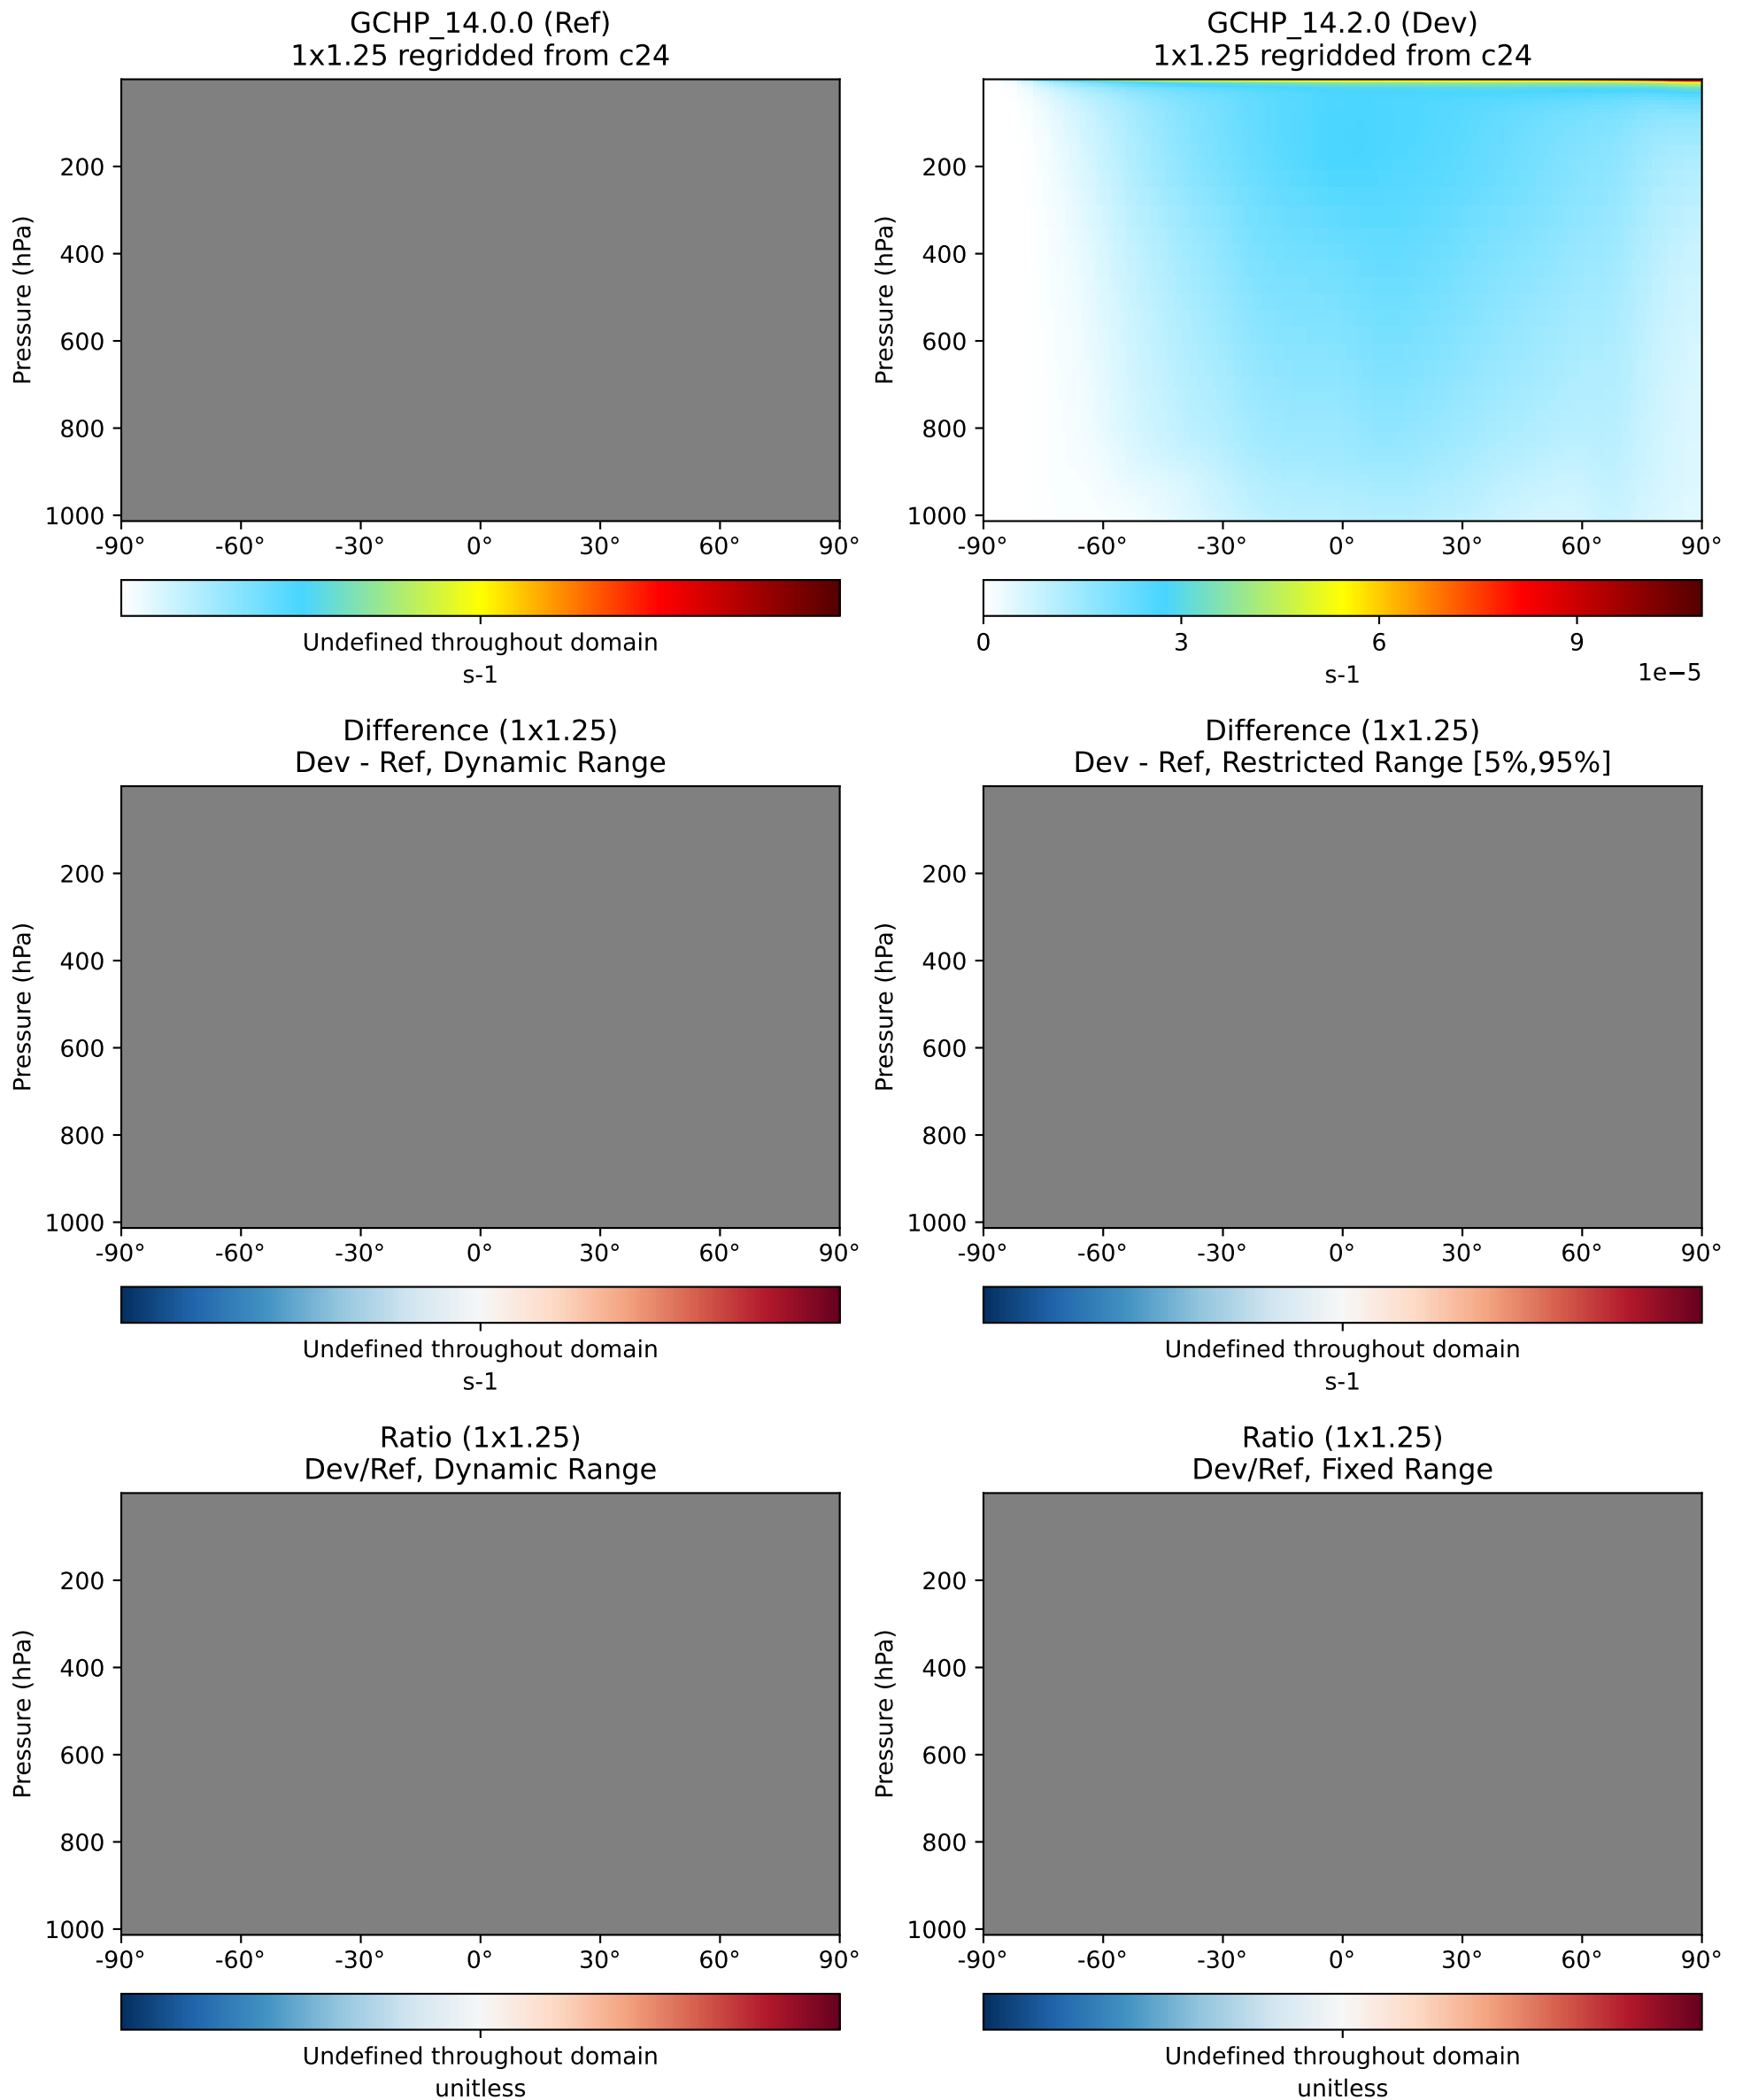 GCHP_14.0.0 (Ref)
1x1.25 regridded from c24
Pressure (hPa)
200
400
600
800
1000
-90° -60° -30° 0° 30° 60° 90°
Undefined throughout domain
s-1
GCHP_14.2.0 (Dev)
1x1.25 regridded from c24
Pressure (hPa)
200
400
600
800
1000
-90° -60° -30° 0° 30° 60° 90°
0 3 6 9
s-1
1e−5
Difference (1x1.25)
Dev - Ref, Dynamic Range
Pressure (hPa)
200
400
600
800
1000
-90° -60° -30° 0° 30° 60° 90°
Undefined throughout domain
s-1
Difference (1x1.25)
Dev - Ref, Restricted Range [5%,95%]
Pressure (hPa)
200
400
600
800
1000
-90° -60° -30° 0° 30° 60° 90°
Undefined throughout domain
s-1
Ratio (1x1.25)
Dev/Ref, Dynamic Range
Pressure (hPa)
200
400
600
800
1000
-90° -60° -30° 0° 30° 60° 90°
Undefined throughout domain
unitless
Ratio (1x1.25)
Dev/Ref, Fixed Range
Pressure (hPa)
200
400
600
800
1000
-90° -60° -30° 0° 30° 60° 90°
Undefined throughout domain
unitless